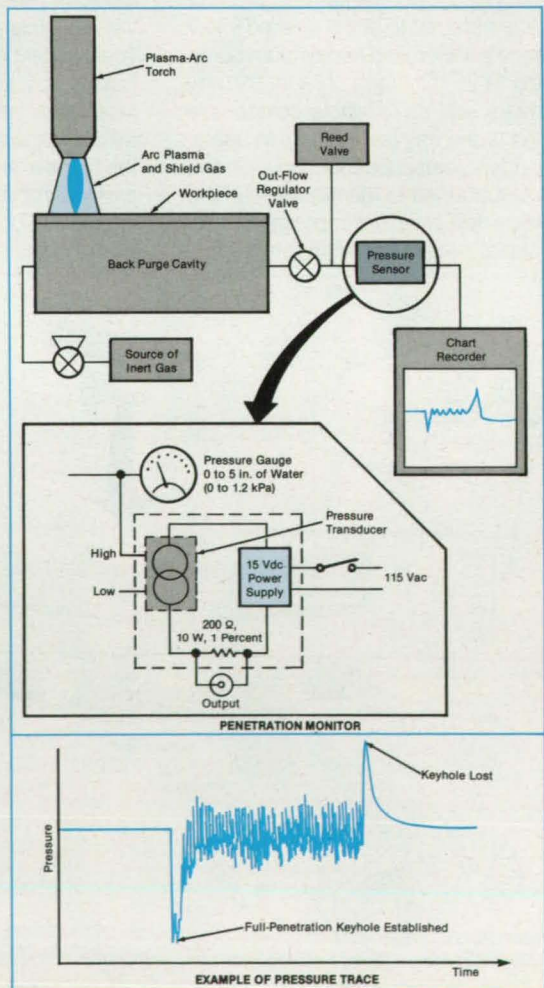 Plasma-Arc
Torch
Arc Plasma
and Shield Gas
Workpiece
Reed
Valve
Out-Flow
Regulator
Valve
Back Purge Cavity
Pressure
Sensor
Source of
Inert Gas
Chart
Recorder
Pressure Gauge
0 to 5 in. of Water
(0 to 1.2 kPa)
Pressure
Transducer
High
Low
15 Vdc
Power
Supply
115 Vac
200 Ω,
10 W, 1 Percent
Output
PENETRATION MONITOR
Keyhole Lost
Pressure
Full-Penetration Keyhole Established
Time
EXAMPLE OF PRESSURE TRACE